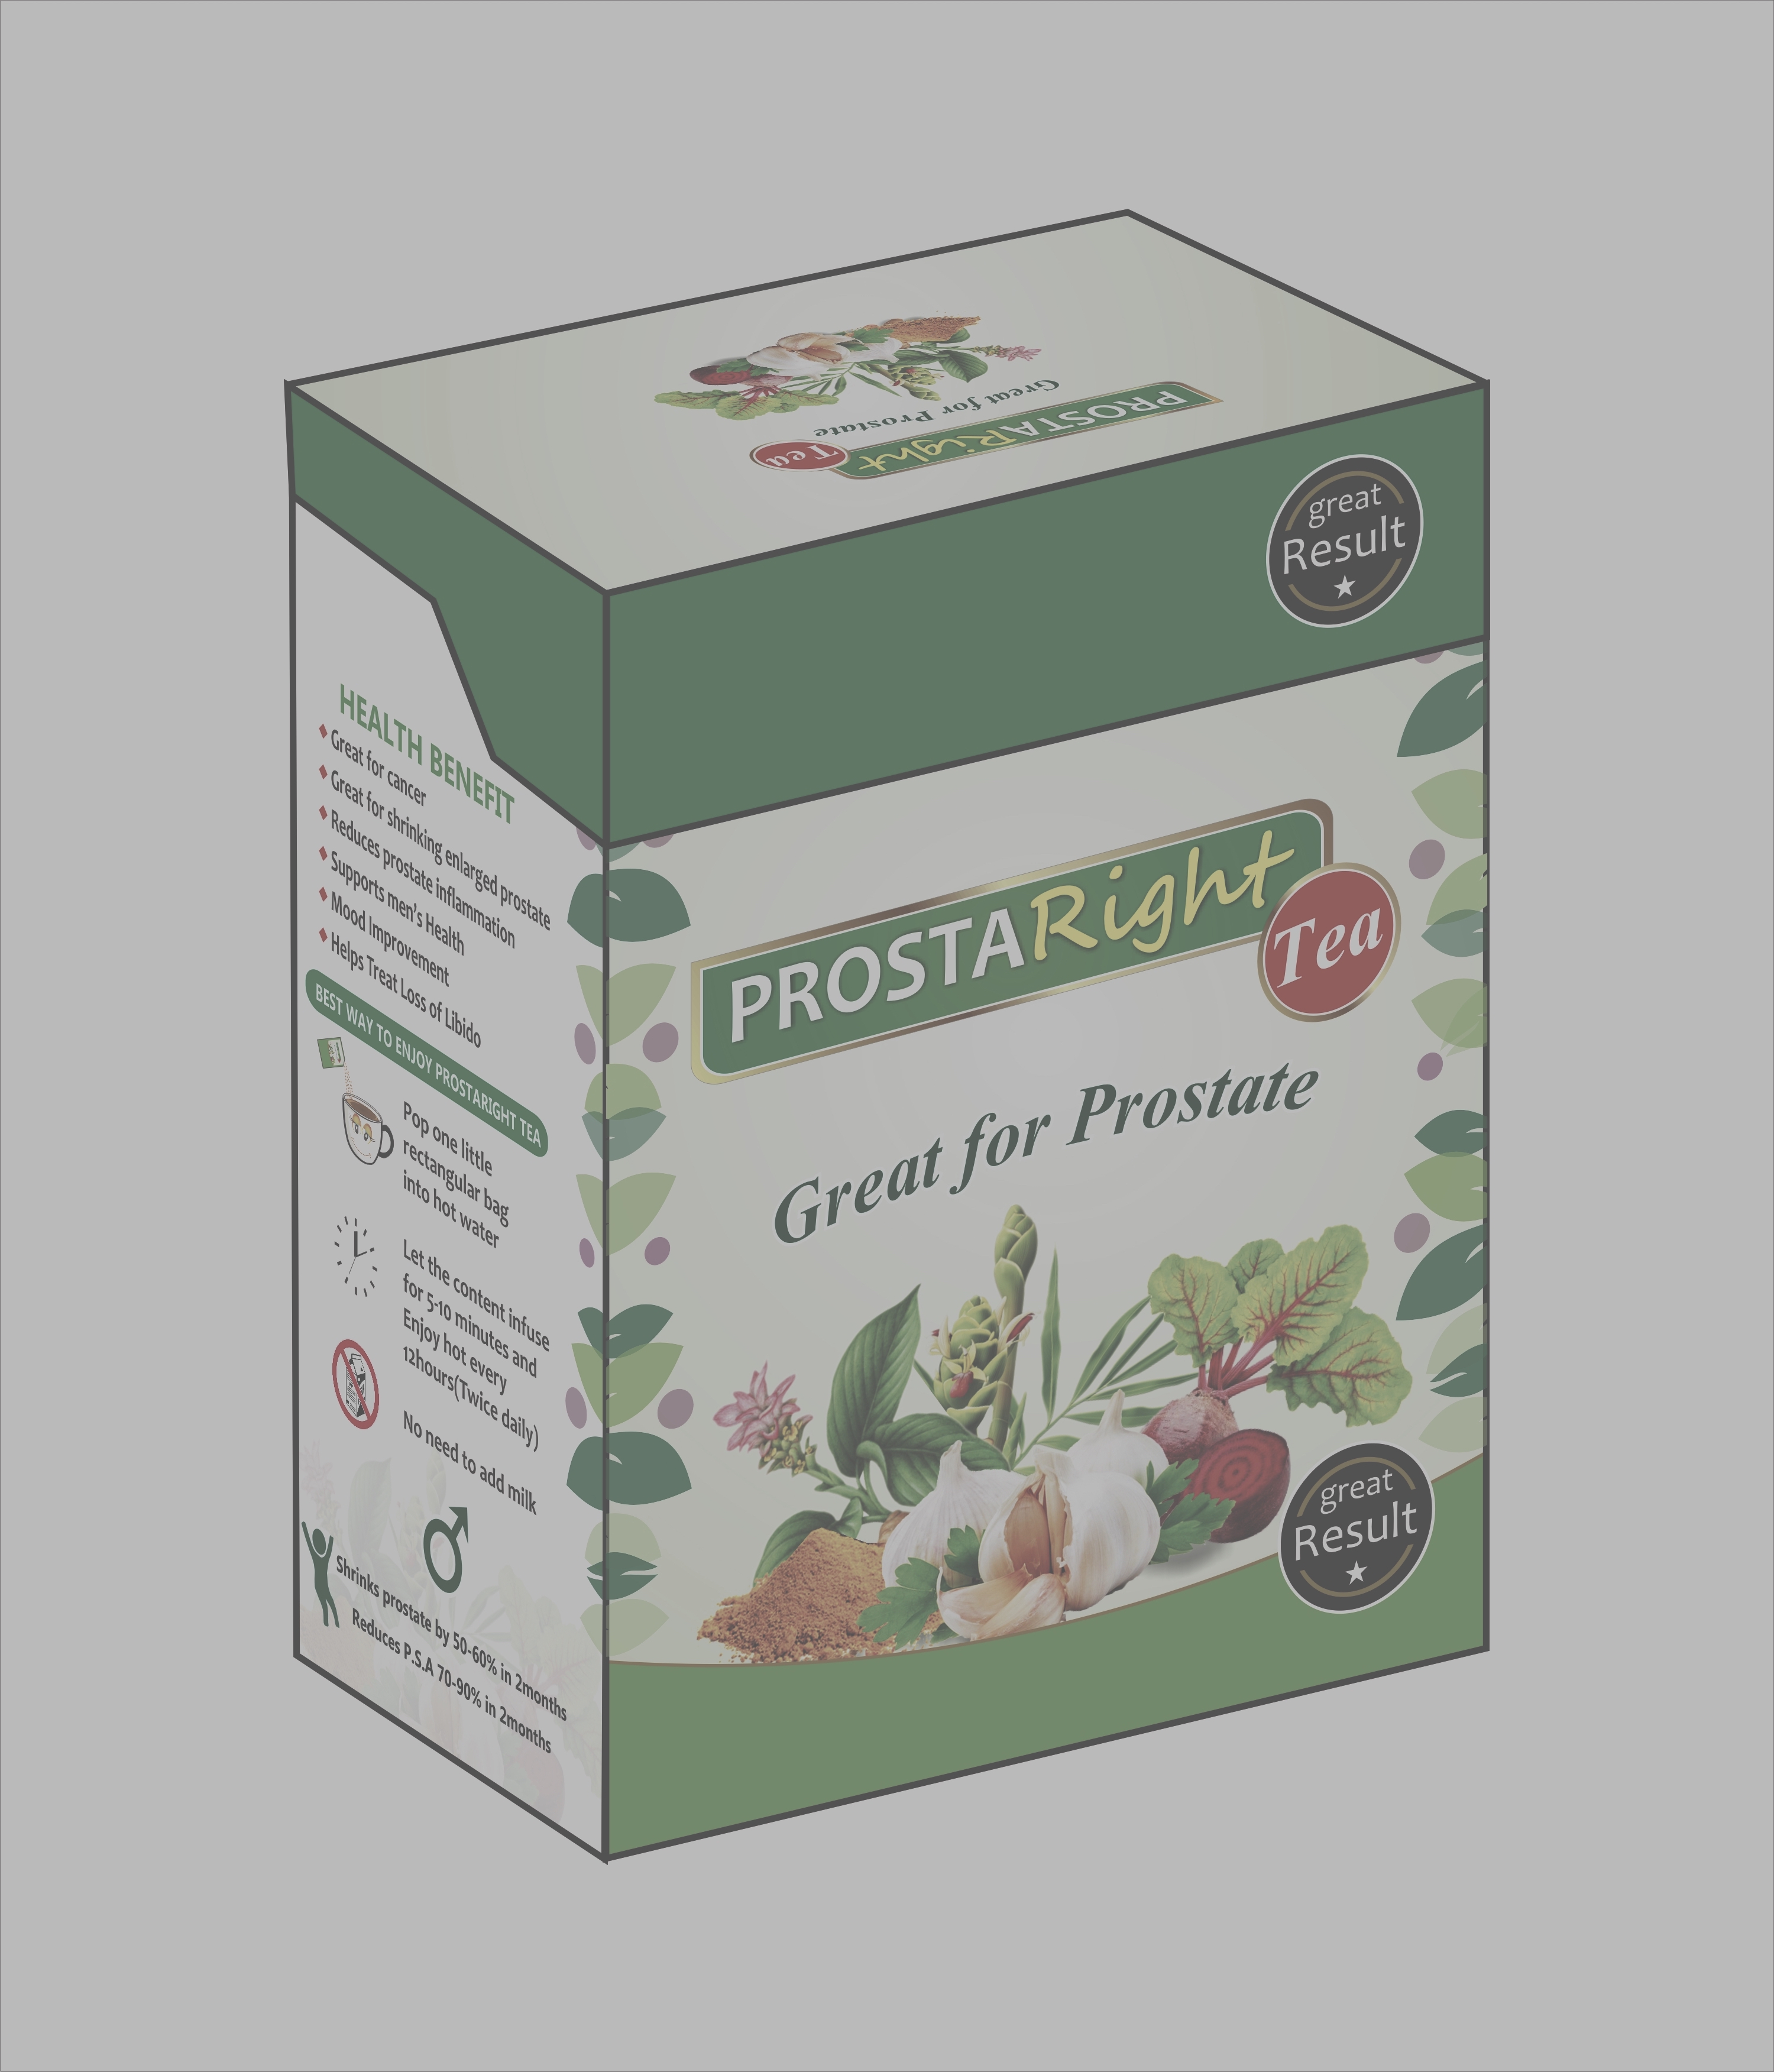 Great for Prostate
PROSTARight
Tea
great
Result
PROSTARight
Tea
Great for Prostate
great
Result
HEALTH BENEFIT
Great for cancer
Great for shrinking enlarged prostate
Reduces prostate inflammation
Supports men's Health
Mood Improvement
Helps Treat Loss of Libido
BEST WAY TO ENJOY PROSTARIGHT TEA
Pop one little
rectangular bag
into hot water
Let the content infuse
for 5-10 minutes and
Enjoy hot every
12hours(Twice daily)
No need to add milk
Shrinks prostate by 50-60% in 2months
Reduces P.S.A 70-90% in 2months